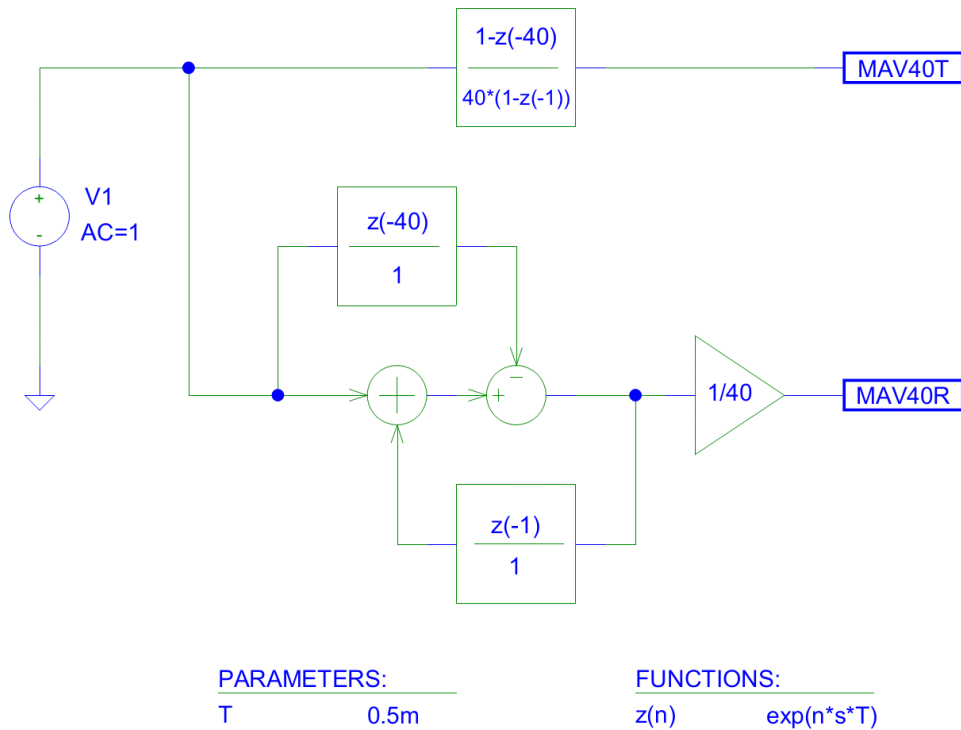 1-z(-40)
40*(1-z(-1))
MAV40T
+
-
V1
AC=1
z(-40)
1
-
+
1/40
MAV40R
z(-1)
1
PARAMETERS:
T 0.5m
FUNCTIONS:
z(n) exp(n*s*T)